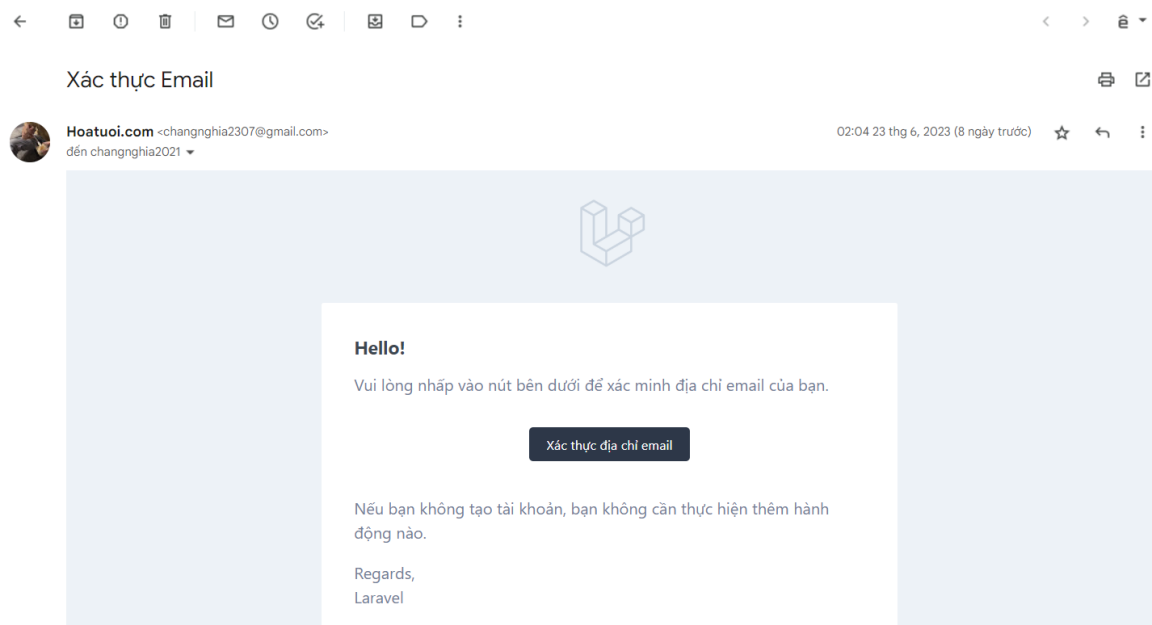 Xác thực Email
Hoatuoi.com <changnghia2307@gmail.com>
02:04 23 thg 6, 2023 (8 ngày trước)
đến changnghia2021
Hello!
Vui lòng nhấp vào nút bên dưới để xác minh địa chỉ email của bạn.
Xác thực địa chỉ email
Nếu bạn không tạo tài khoản, bạn không cần thực hiện thêm hành
động nào.
Regards,
Laravel